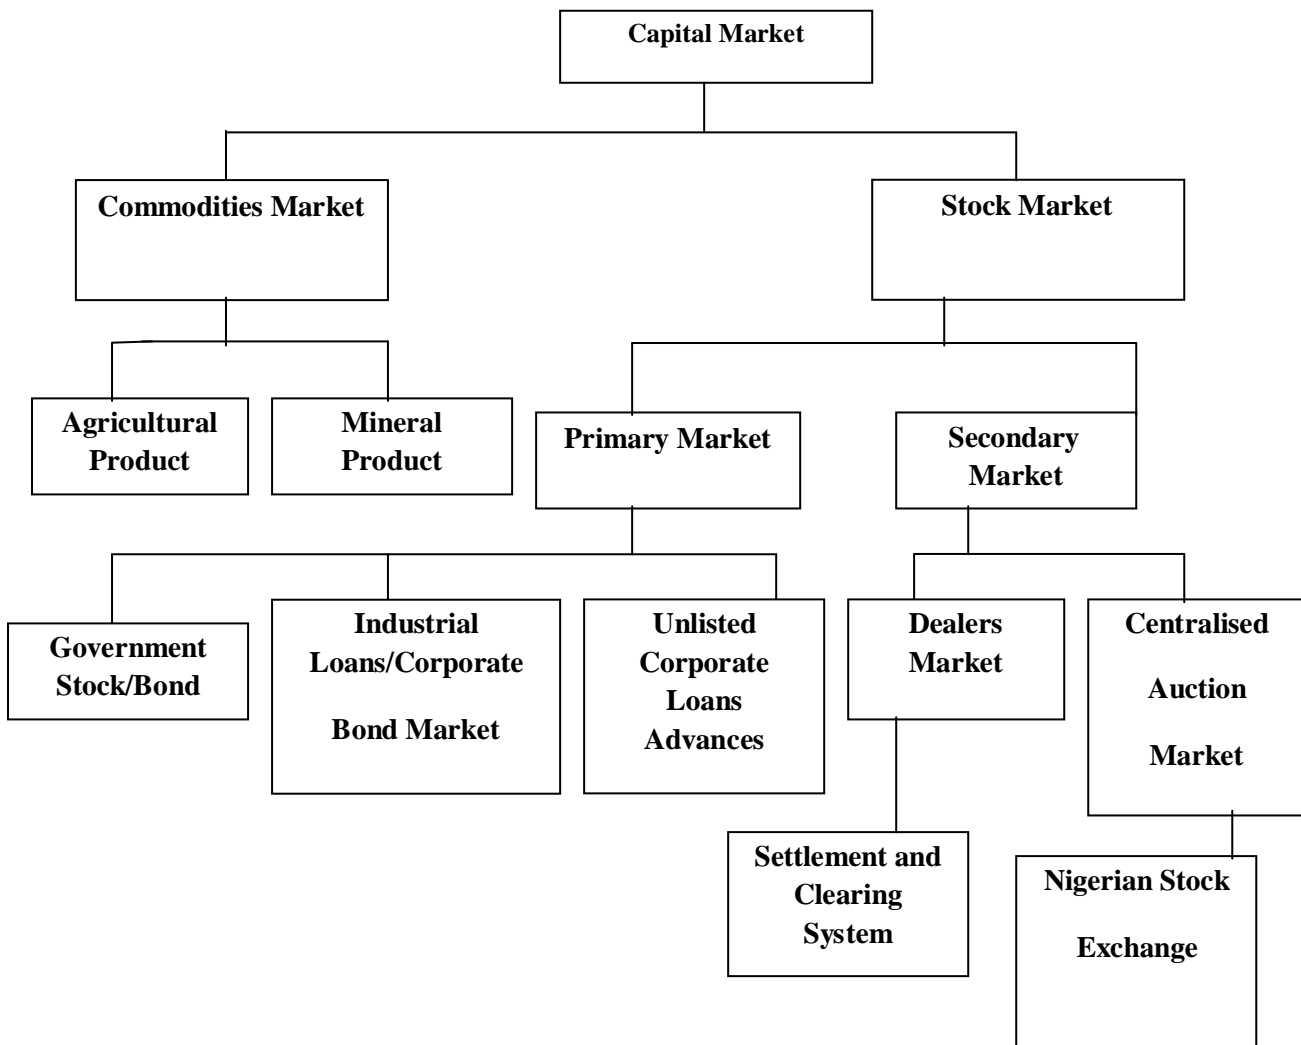 Capital Market
Commodities Market
Stock Market
Agricultural
Product
Mineral
Product
Primary Market
Secondary
Market
Government
Stock/Bond
Industrial
Loans/Corporate
Bond Market
Unlisted
Corporate
Loans
Advances
Dealers
Market
Centralised
Auction
Market
Settlement and
Clearing
System
Nigerian Stock
Exchange